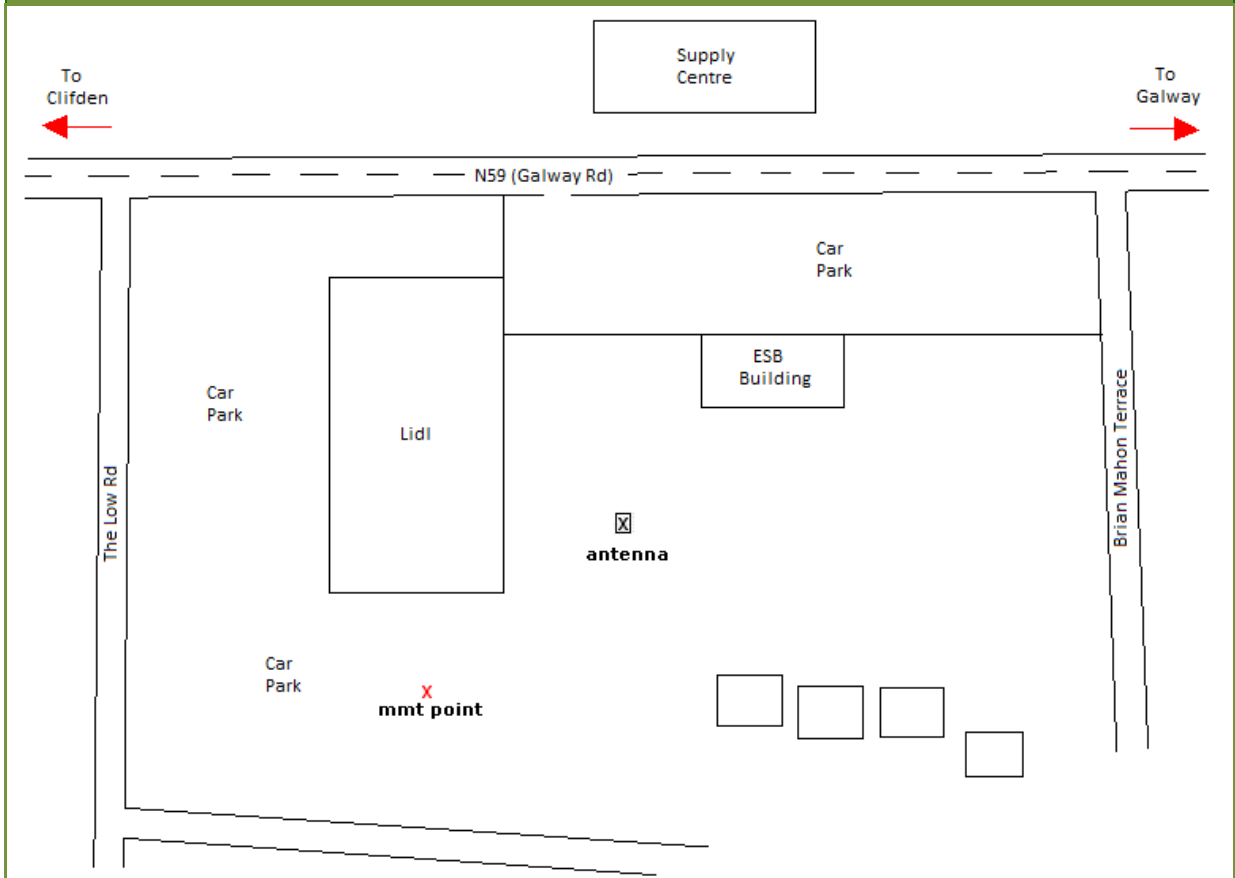 Supply
Centre
To
Clifden
To
Galway
N59 (Galway Rd)
Car
Park
ESB
Building
Car
Park
Lidl
The Low Rd
Brian Mahon Terrace
X
antenna
Car
Park
X
mmt point